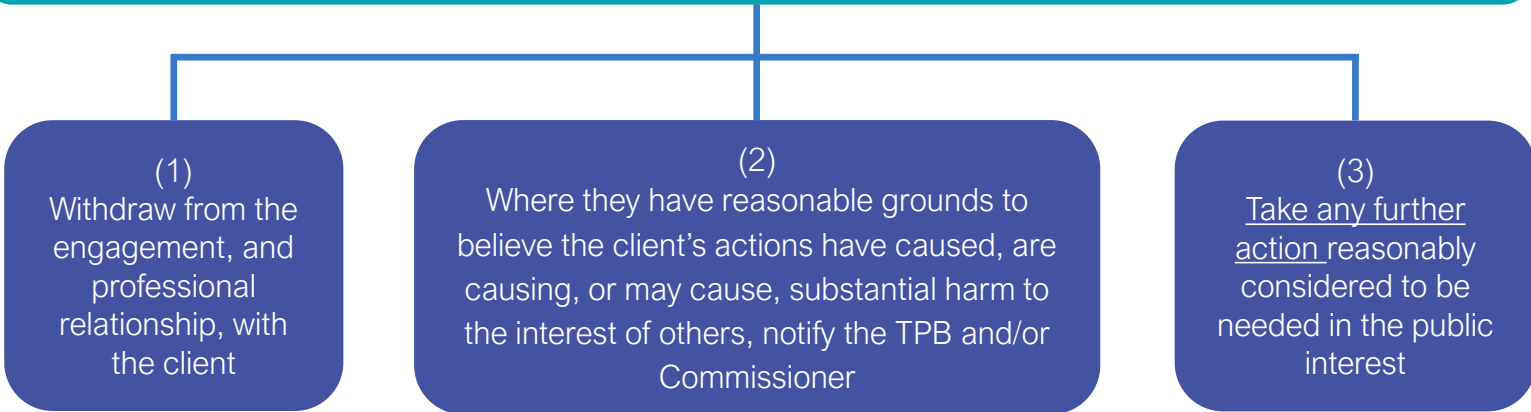 (1)
Withdraw from the
engagement, and
professional
relationship, with
the client
(2)
Where they have reasonable grounds to
believe the client’s actions have caused, are
causing, or may cause, substantial harm to
the interest of others, notify the TPB and/or
Commissioner
(3)
Take any further
action reasonably
considered to be
needed in the public
interest